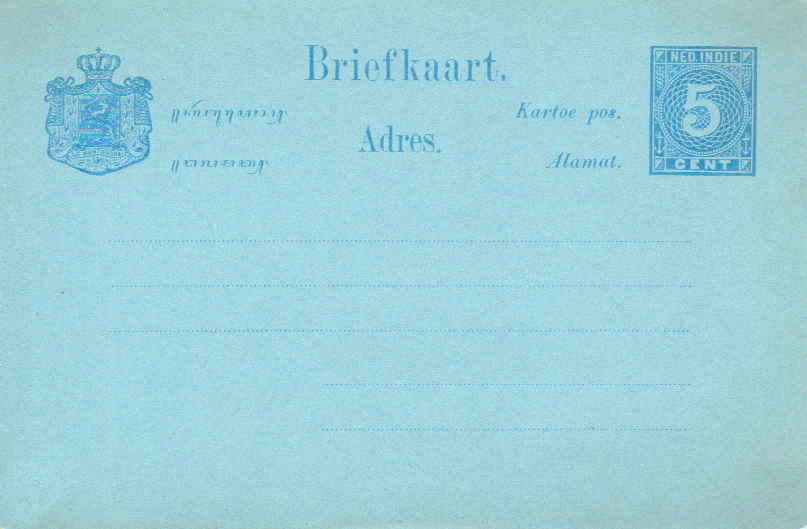 Briefkaart.
NED. INDIE
5
CENT
Kartoe pos.
Adres.
Alamat.